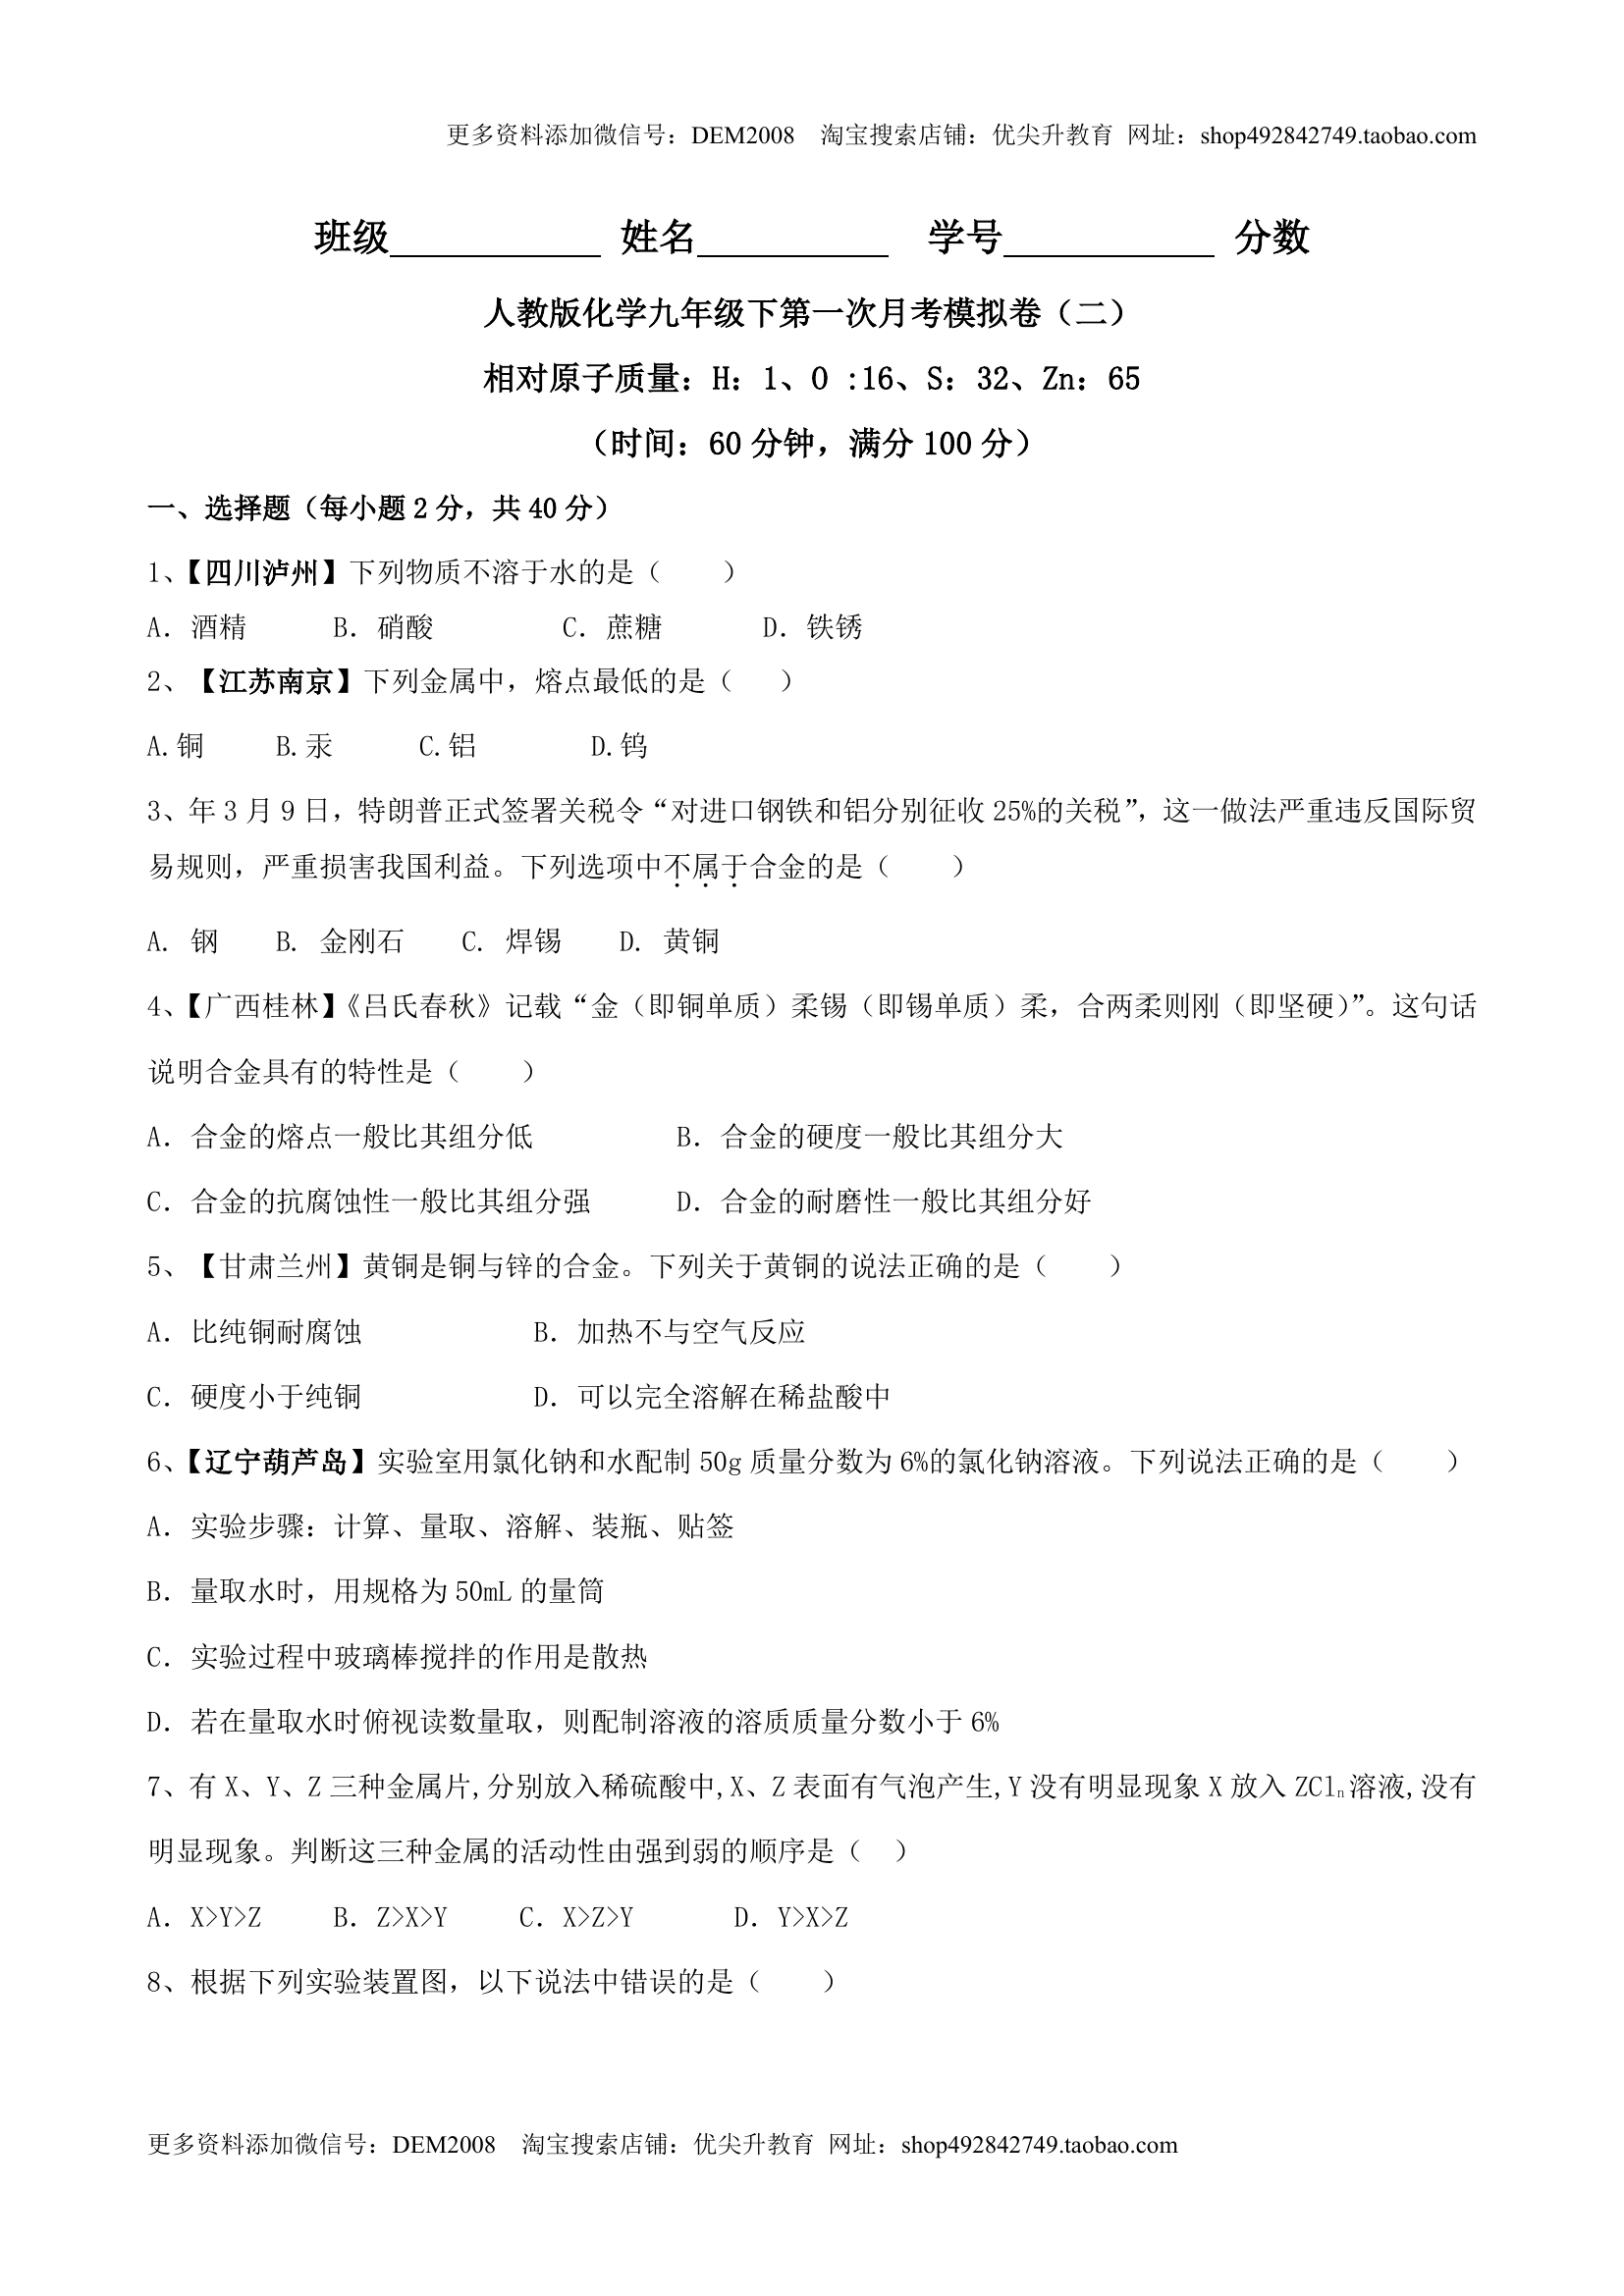 更多资料添加微信号：DEM2008 淘宝搜索店铺：优尖升教育 网址：shop492842749.taobao.com
班级__________ 姓名_________ 学号__________ 分数
人教版化学九年级下第一次月考模拟卷（二）
相对原子质量：H：1、O :16、S：32、Zn：65
（时间：60 分钟，满分 100 分）
一、选择题（每小题 2 分，共 40 分）
1、【四川泸州】下列物质不溶于水的是（ ）
A．酒精 B．硝酸 C．蔗糖 D．铁锈
2、【江苏南京】下列金属中，熔点最低的是（ ）
A.铜 B.汞 C.铝 D.钨
3、年 3 月 9 日，特朗普正式签署关税令“对进口钢铁和铝分别征收 25%的关税”，这一做法严重违反国际贸
易规则，严重损害我国利益。下列选项中不属于合金的是（ ）
A. 钢 B. 金刚石 C. 焊锡 D. 黄铜
4、【广西桂林】《吕氏春秋》记载“金（即铜单质）柔锡（即锡单质）柔，合两柔则刚（即坚硬）”。这句话
说明合金具有的特性是（ ）
A．合金的熔点一般比其组分低 B．合金的硬度一般比其组分大
C．合金的抗腐蚀性一般比其组分强 D．合金的耐磨性一般比其组分好
5、【甘肃兰州】黄铜是铜与锌的合金。下列关于黄铜的说法正确的是（ ）
A．比纯铜耐腐蚀 B．加热不与空气反应
C．硬度小于纯铜 D．可以完全溶解在稀盐酸中
6、【辽宁葫芦岛】实验室用氯化钠和水配制 50g 质量分数为 6%的氯化钠溶液。下列说法正确的是（ ）
A．实验步骤：计算、量取、溶解、装瓶、贴签
B．量取水时，用规格为 50mL 的量筒
C．实验过程中玻璃棒搅拌的作用是散热
D．若在量取水时俯视读数量取，则配制溶液的溶质质量分数小于 6%
7、有 X、Y、Z 三种金属片,分别放入稀硫酸中,X、Z 表面有气泡产生,Y 没有明显现象 X 放入 ZClₙ溶液,没有
明显现象。判断这三种金属的活动性由强到弱的顺序是（ ）
A．X>Y>Z B．Z>X>Y C．X>Z>Y D．Y>X>Z
8、根据下列实验装置图，以下说法中错误的是（ ）
更多资料添加微信号：DEM2008 淘宝搜索店铺：优尖升教育 网址：shop492842749.taobao.com